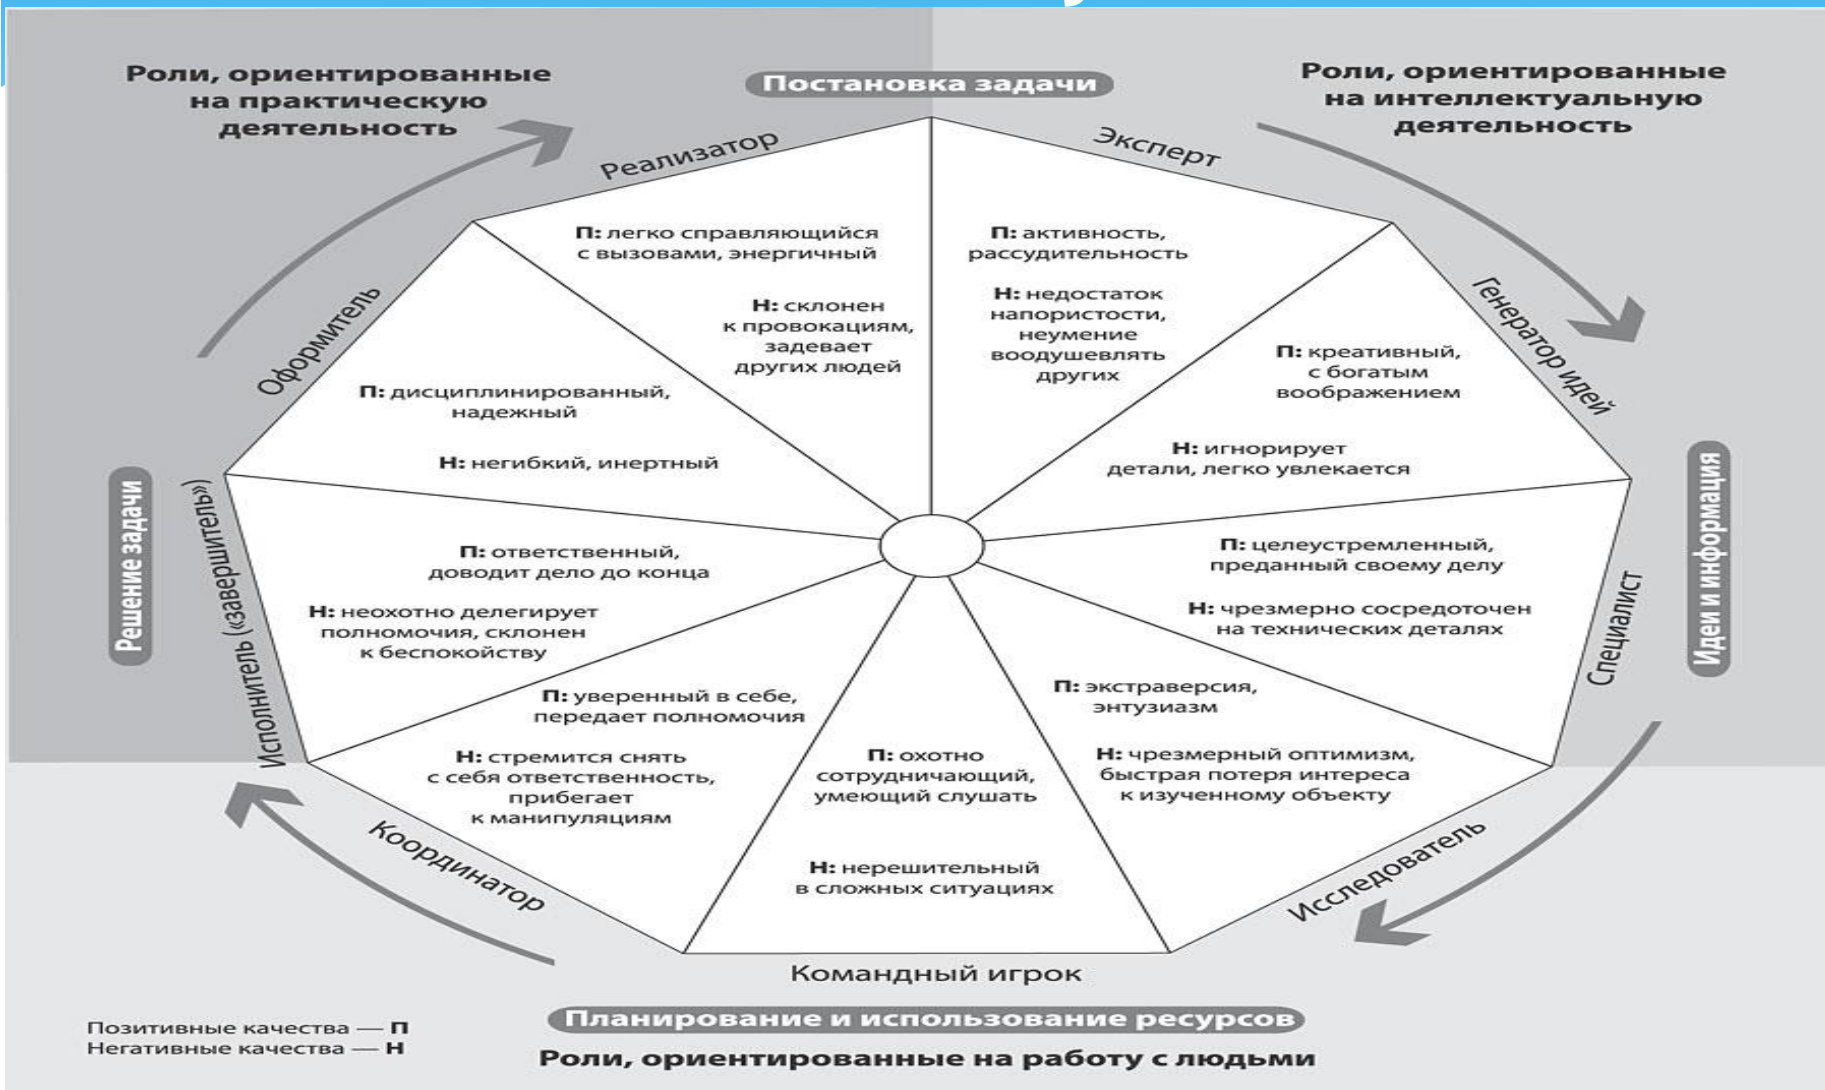 Роли, ориентированные
на практическую
деятельность
Постановка задачи
Роли, ориентированные
на интеллектуальную
деятельность
Реализатор
П: легко справляющийся
с вызовами, энергичный
Н: склонен
к провокациям,
задевает
других людей
Эксперт
П: активность,
рассудительность
Н: недостаток
напористости,
неумение
воодушевлять
других
Генератор идей
П: креативный,
с богатым
воображением
Н: игнорирует
детали, легко увлекается
Идеи и информация
Специалист
П: целеустремленный,
преданный своему делу
Н: чрезмерно сосредоточен
на технических деталях
Исследователь
П: экстраверсия,
энтузиазм
Н: чрезмерный оптимизм,
быстрая потеря интереса
к изученному объекту
Командный игрок
П: охотно
сотрудничающий,
умеющий слушать
Н: нерешительный
в сложных ситуациях
Координатор
П: уверенный в себе,
передает полномочия
Н: стремится снять
с себя ответственность,
прибегает
к манипуляциям
Исполнитель («завершитель»)
П: ответственный,
доводит дело до конца
Н: неохотно делегирует
полномочия, склонен
к беспокойству
Решение задачи
Оформитель
П: дисциплинированный,
надежный
Н: негибкий, инертный
Планирование и использование ресурсов
Роли, ориентированные на работу с людьми
Позитивные качества — П
Негативные качества — Н